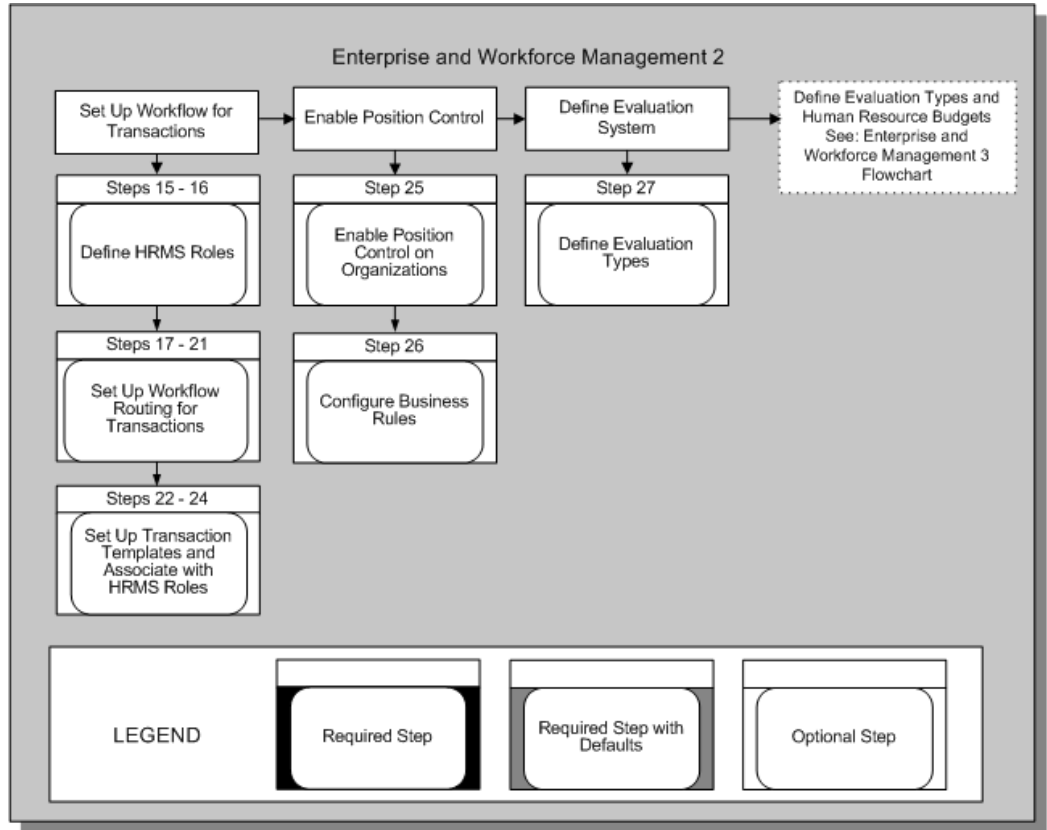 Enterprise and Workforce Management 2
Set Up Workflow for
Transactions
Enable Position Control
Define Evaluation
System
Define Evaluation Types and
Human Resource Budgets
See: Enterprise and
Workforce Management 3
Flowchart
Steps 15 - 16
Define HRMS Roles
Steps 17 - 21
Set Up Workflow
Routing for
Transactions
Steps 22 - 24
Set Up Transaction
Templates and
Associate with
HRMS Roles
Step 25
Enable Position
Control on
Organizations
Step 26
Configure Business
Rules
Step 27
Define Evaluation
Types
LEGEND
Required Step
Required Step with
Defaults
Optional Step